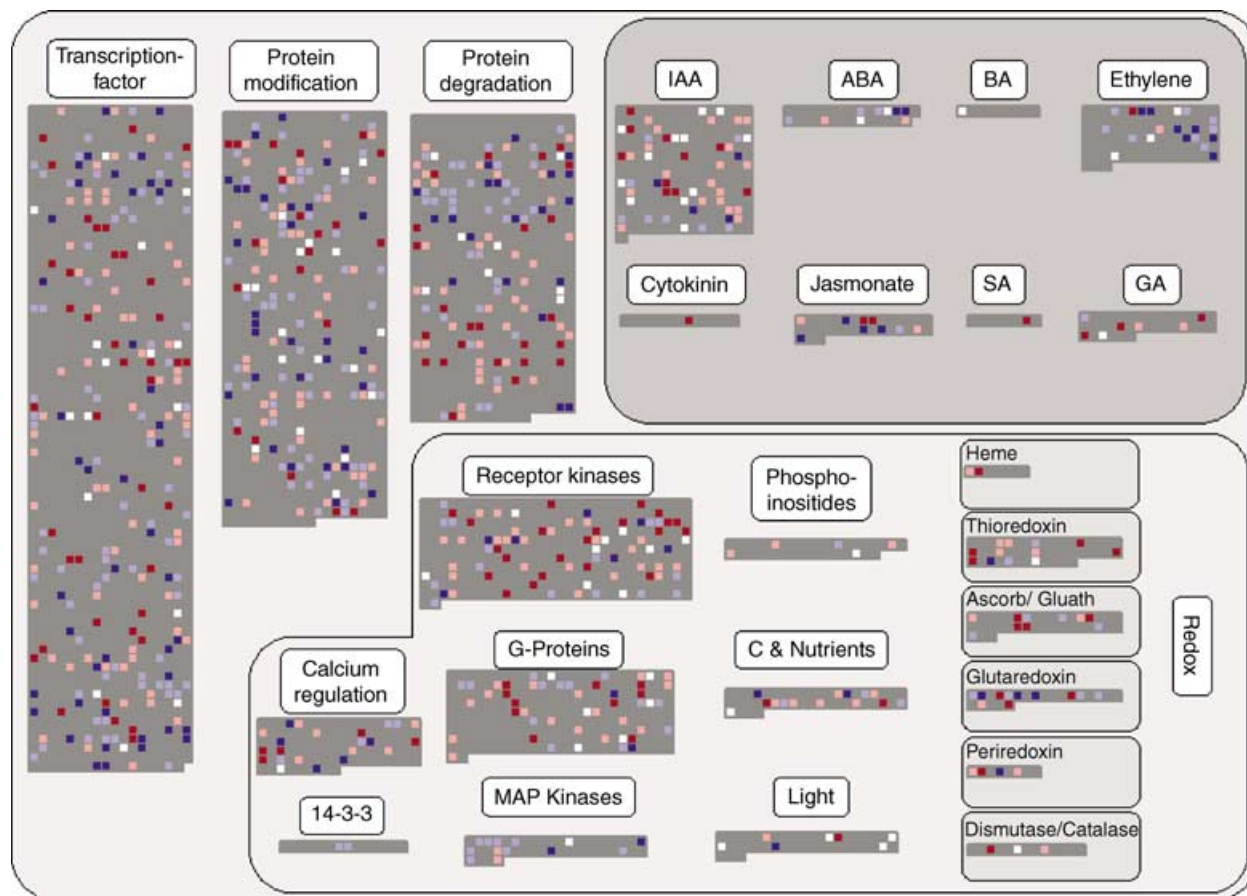 Transcription-
factor
Protein
modification
Protein
degradation
IAA
ABA
BA
Ethylene
Cytokinin
Jasmonate
SA
GA
Receptor kinases
Phospho-
inositides
Heme
Thioredoxin
Ascorb/ Gluath
Glutaredoxin
Periredoxin
Dismutase/Catalase
Redox
Calcium
regulation
G-Proteins
C & Nutrients
14-3-3
MAP Kinases
Light